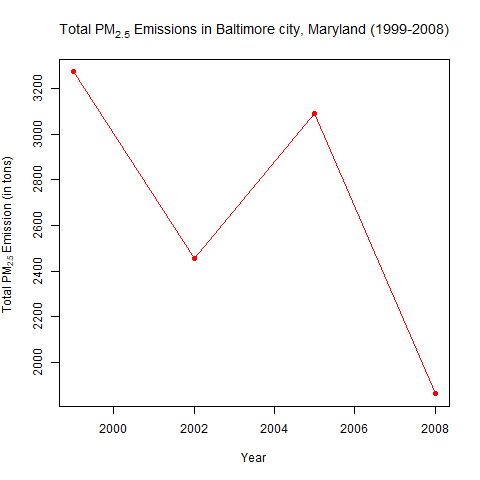 Total PM2.5 Emissions in Baltimore city, Maryland (1999-2008)
Total PM2.5 Emission (in tons)
3200
3000
2800
2600
2400
2200
2000
2000 2002 2004 2006 2008
Year